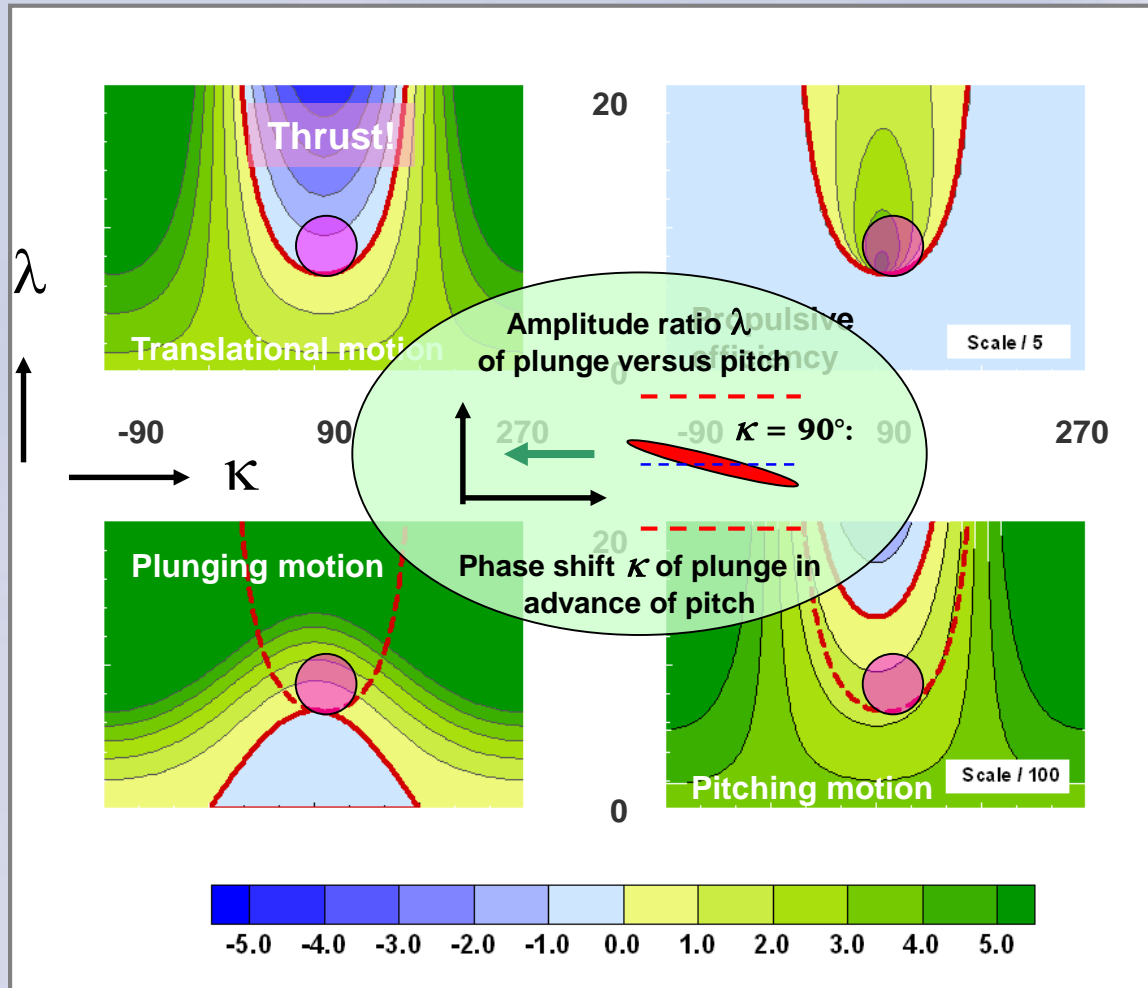 Thrust!
20
λ
Translational motion
Propulsive
efficiency
Scale / 5
0
Amplitude ratio λ
of plunge versus pitch
-90
90
270
-90
90
270
κ = 90°:
κ
20
Plunging motion
Phase shift κ of plunge in
advance of pitch
Pitching motion
Scale / 100
0
-5.0 -4.0 -3.0 -2.0 -1.0 0.0 1.0 2.0 3.0 4.0 5.0